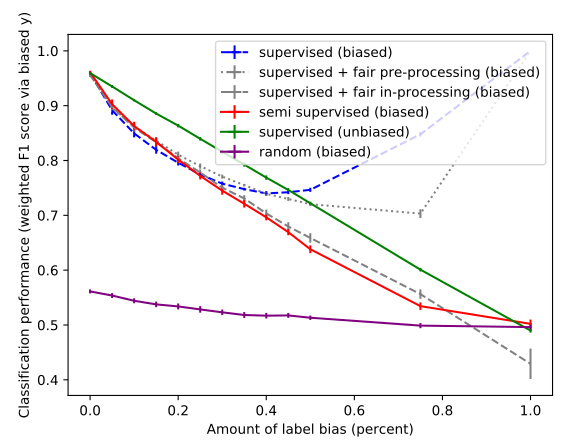 Classification performance (weighted F1 score via biased y)
1.0
0.9
0.8
0.7
0.6
0.5
0.4
supervised (biased)
supervised + fair pre-processing (biased)
supervised + fair in-processing (biased)
semi supervised (biased)
supervised (unbiased)
random (biased)
0.0 0.2 0.4 0.6 0.8 1.0
Amount of label bias (percent)